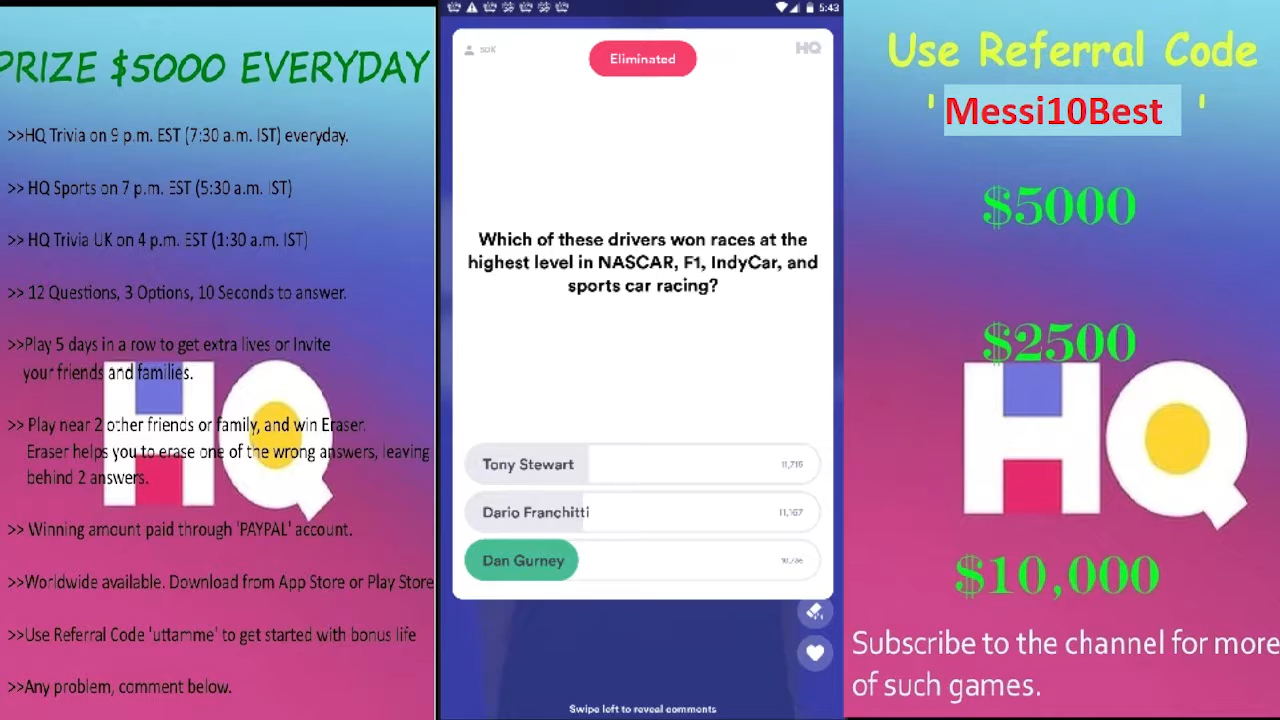 PRIZE $5000 EVERYDAY
>>HQ Trivia on 9 p.m. EST (7:30 a.m. IST) everyday.
>> HQ Sports on 7 p.m. EST (5:30 a.m. IST)
>> HQ Trivia UK on 4 p.m. EST (1:30 a.m. IST)
>> 12 Questions, 3 Options, 10 Seconds to answer.
>>Play 5 days in a row to get extra lives or Invite
your friends and families.
>> Play near 2 other friends or family, and win Eraser.
Eraser helps you to erase one of the wrong answers, leaving
behind 2 answers.
>> Winning amount paid through 'PAYPAL' account.
>>Worldwide available. Download from App Store or Play Store
>>Use Referral Code 'uttamme' to get started with bonus life
>>Any problem, comment below.
HQ
5:43
50K
Eliminated
HQ
Which of these drivers won races at the
highest level in NASCAR, F1, IndyCar, and
sports car racing?
Tony Stewart
Dario Franchitti
11,167
Dan Gurney
Swipe left to reveal comments
Use Referral Code
' Messi10Best '
$5000
$2500
HQ
$10,000
Subscribe to the channel for more
of such games.